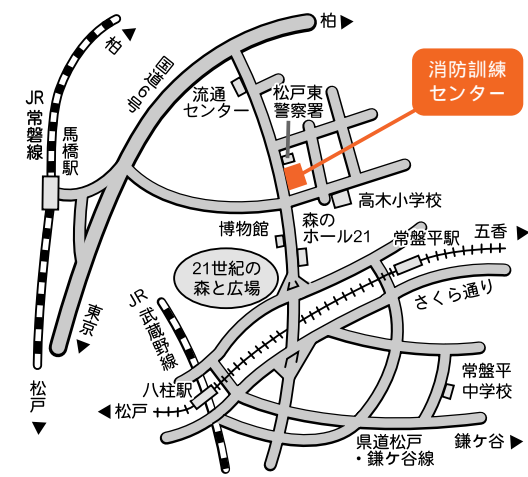 柏
柏
国道6号
消防訓練
センター
流通
センター
松戸東
警察署
JR
常磐線
馬橋駅
高木小学校
博物館
森の
ホール21
常盤平駅
五香
21世紀の
森と広場
さくら通り
JR
武蔵野線
東京
八柱駅
松戸
松戸
常盤平
中学校
県道松戸
・鎌ケ谷線
鎌ケ谷